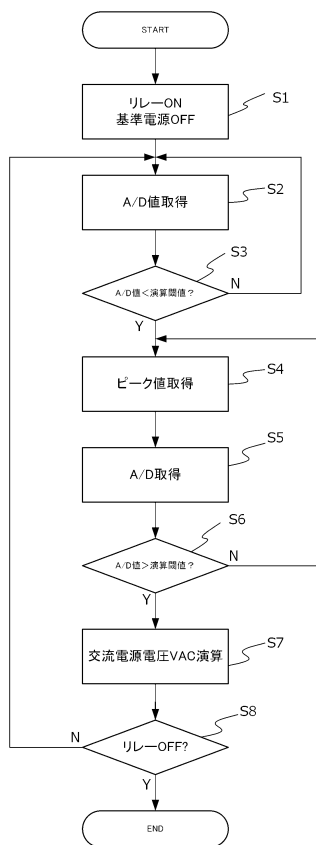 START
リレーON
基準電源OFF
S1
A/D値取得
S2
A/D値<演算閾値?
S3
N
Y
ピーク値取得
S4
A/D取得
S5
A/D値>演算閾値?
S6
N
Y
交流電源電圧VAC演算
S7
リレーOFF?
S8
N
Y
END